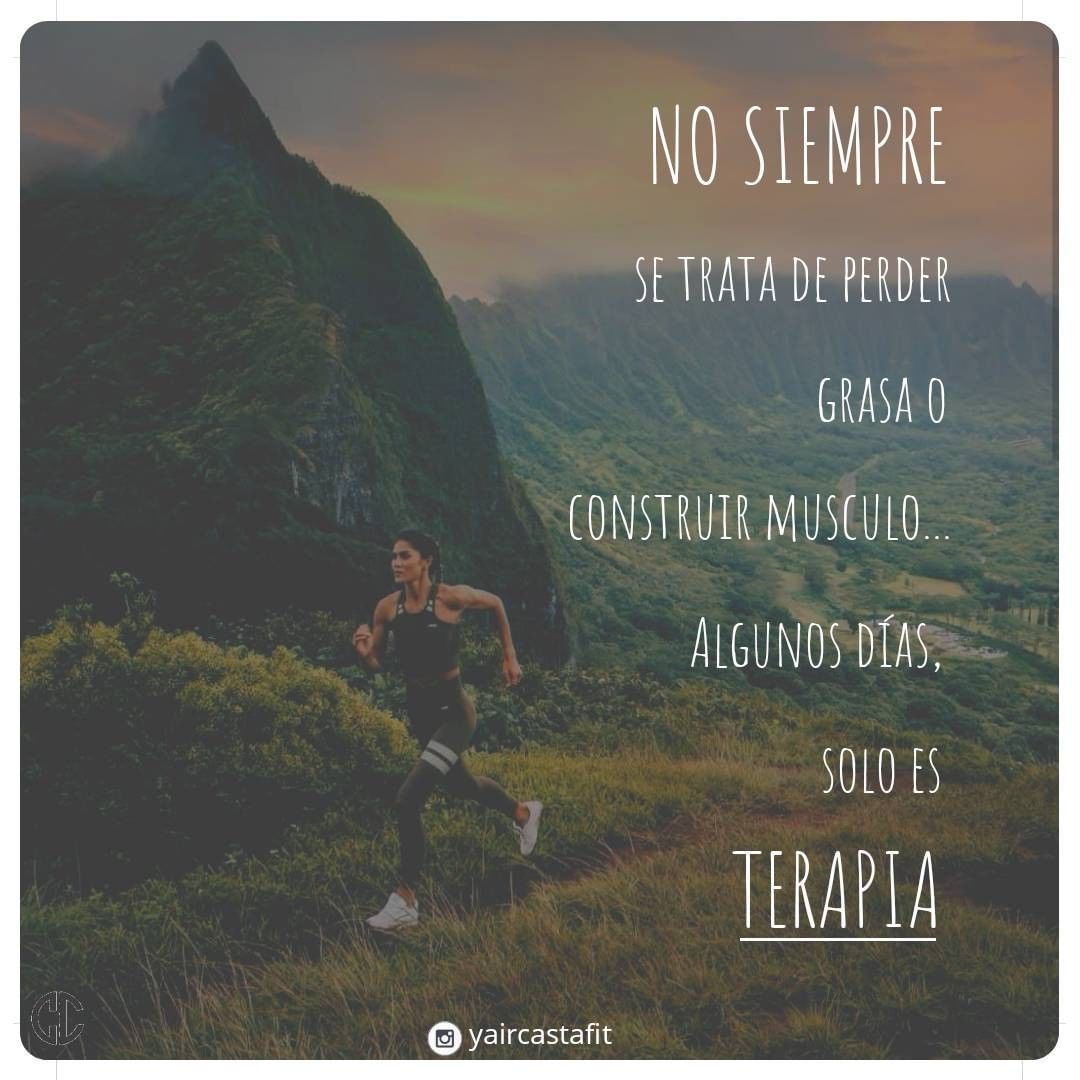 NO SIEMPRE
SE TRATA DE PERDER
GRASA O
CONSTRUIR MUSCULO...
ALGUNOS DÍAS,
SOLO ES
TERAPIA
yaircastafit